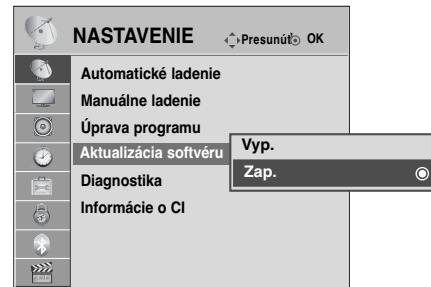 NASTAVENIE Presunúť OK
Automatické ladenie
Manuálne ladenie
Úprava programu
Aktualizácia softvéru
Vyp.
Zap.
Diagnostika
Informácie o CI